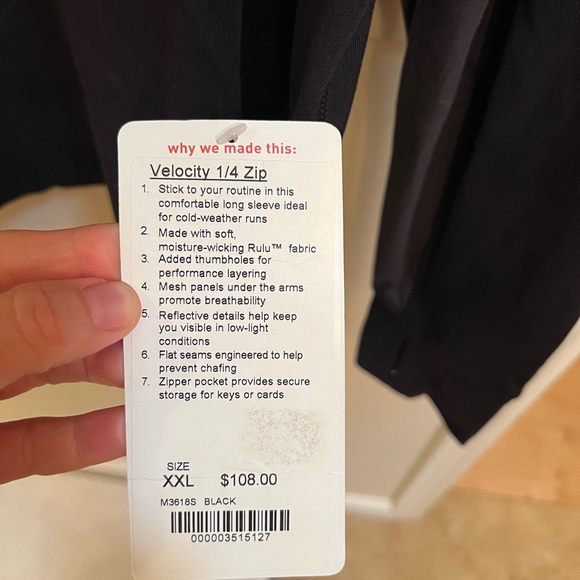 why we made this:
Velocity 1/4 Zip
1. Stick to your routine in this
comfortable long sleeve ideal
for cold-weather runs
2. Made with soft,
moisture-wicking Rulu™ fabric
3. Added thumbholes for
performance layering
4. Mesh panels under the arms
promote breathability
5. Reflective details help keep
you visible in low-light
conditions
6. Flat seams engineered to help
prevent chafing
7. Zipper pocket provides secure
storage for keys or cards
SIZE
XXL $108.00
M3618S BLACK
000003515127